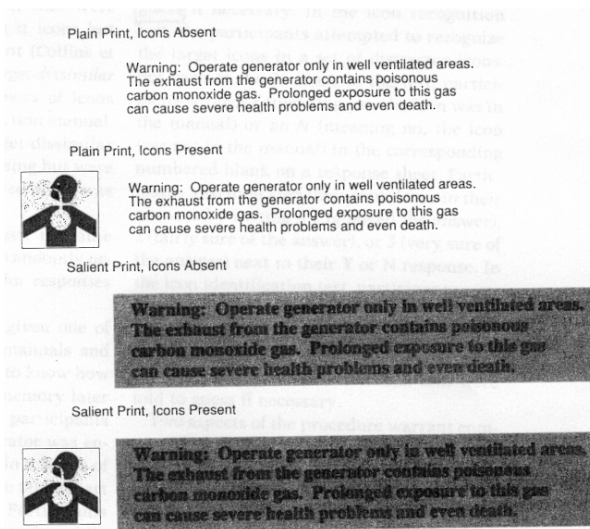 Plain Print, Icons Absent
Warning: Operate generator only in well ventilated areas.
The exhaust from the generator contains poisonous
carbon monoxide gas. Prolonged exposure to this gas
can cause severe health problems and even death.
Plain Print, Icons Present
Warning: Operate generator only in well ventilated areas.
The exhaust from the generator contains poisonous
carbon monoxide gas. Prolonged exposure to this gas
can cause severe health problems and even death.
Salient Print, Icons Absent
Warning: Operate generator only in well ventilated areas.
The exhaust from the generator contains poisonous
carbon monoxide gas. Prolonged exposure to this gas
can cause severe health problems and even death.
Salient Print, Icons Present
Warning: Operate generator only in well ventilated areas.
The exhaust from the generator contains poisonous
carbon monoxide gas. Prolonged exposure to this gas
can cause severe health problems and even death.